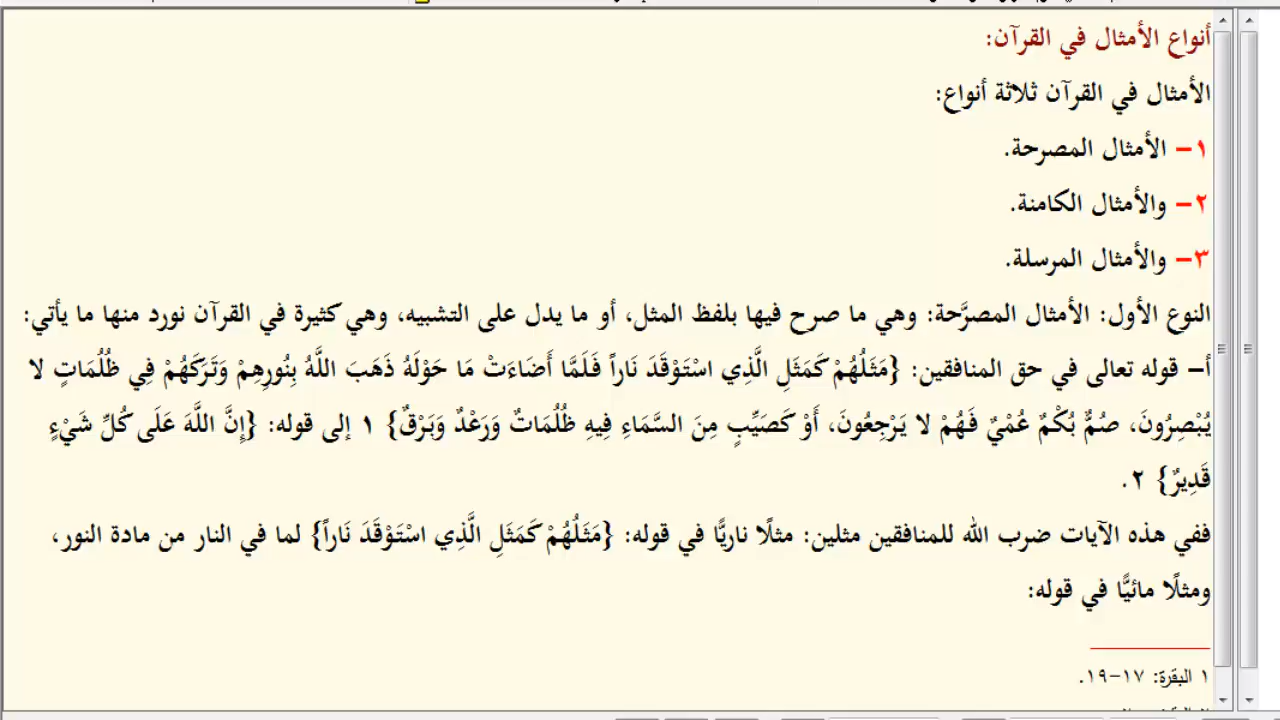 أنواع الأمثال في القرآن:
الأمثال في القرآن ثلاثة أنواع:
١- الأمثال المصرحة.
٢- والأمثال الكامنة.
٣- والأمثال المرسلة.
النوع الأول: الأمثال المصرَّحة: وهي ما صرح فيها بلفظ المثل، أو ما يدل على التشبيه، وهي كثيرة في القرآن نورد منها ما يأتي:
أ- قوله تعالى في حق المنافقين: {مَثَلُهُمْ كَمَثَلِ الَّذِي اسْتَوْقَدَ نَاراً فَلَمَّا أَضَاءَتْ مَا حَوْلَهُ ذَهَبَ اللَّهُ بِنُورِهِمْ وَتَرَكَهُمْ فِي ظُلُمَاتٍ لا
يُبْصِرُونَ، صُمٌّ بُكْمٌ عُمْيٌ فَهُمْ لا يَرْجِعُونَ، أَوْ كَصَيِّبٍ مِنَ السَّمَاءِ فِيهِ ظُلُمَاتٌ وَرَعْدٌ وَبَرْقٌ} ١ إلى قوله: {إِنَّ اللَّهَ عَلَى كُلِّ شَيْءٍ
قَدِيرٌ} ٢.
ففي هذه الآيات ضرب الله للمنافقين مثلين: مثلًا ناريًّا في قوله: {مَثَلُهُمْ كَمَثَلِ الَّذِي اسْتَوْقَدَ نَاراً} لما في النار من مادة النور،
ومثلًا مائيًّا في قوله:
١ البقرة: ١٧-١٩.